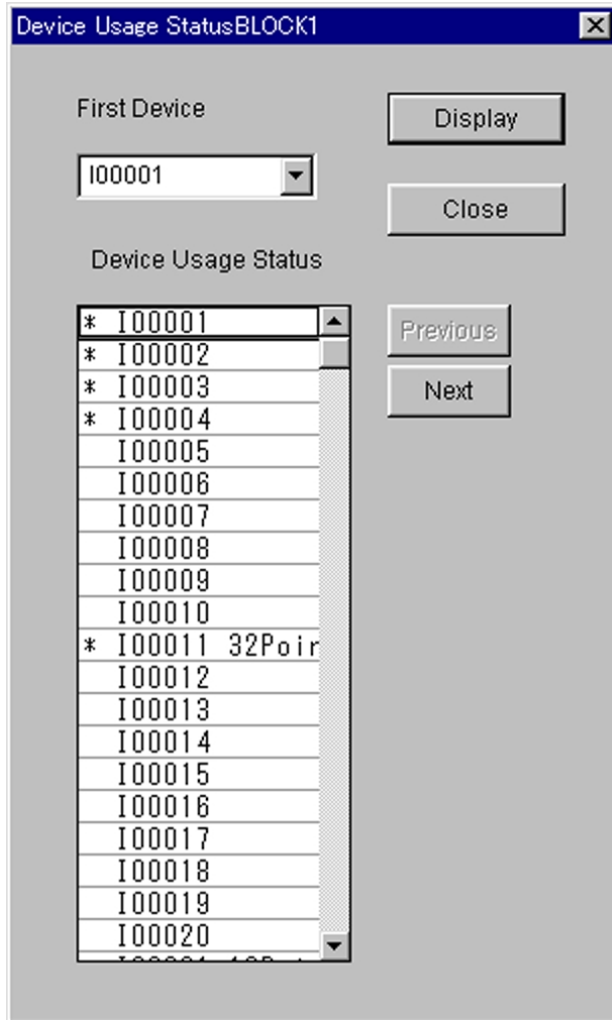 Device Usage StatusBLOCK1
First Device
Display
I00001
Close
Device Usage Status
* I00001
Previous
* I00002
* I00003
Next
* I00004
I00005
I00006
I00007
I00008
I00009
I00010
* I00011 32Poir
I00012
I00013
I00014
I00015
I00016
I00017
I00018
I00019
I00020